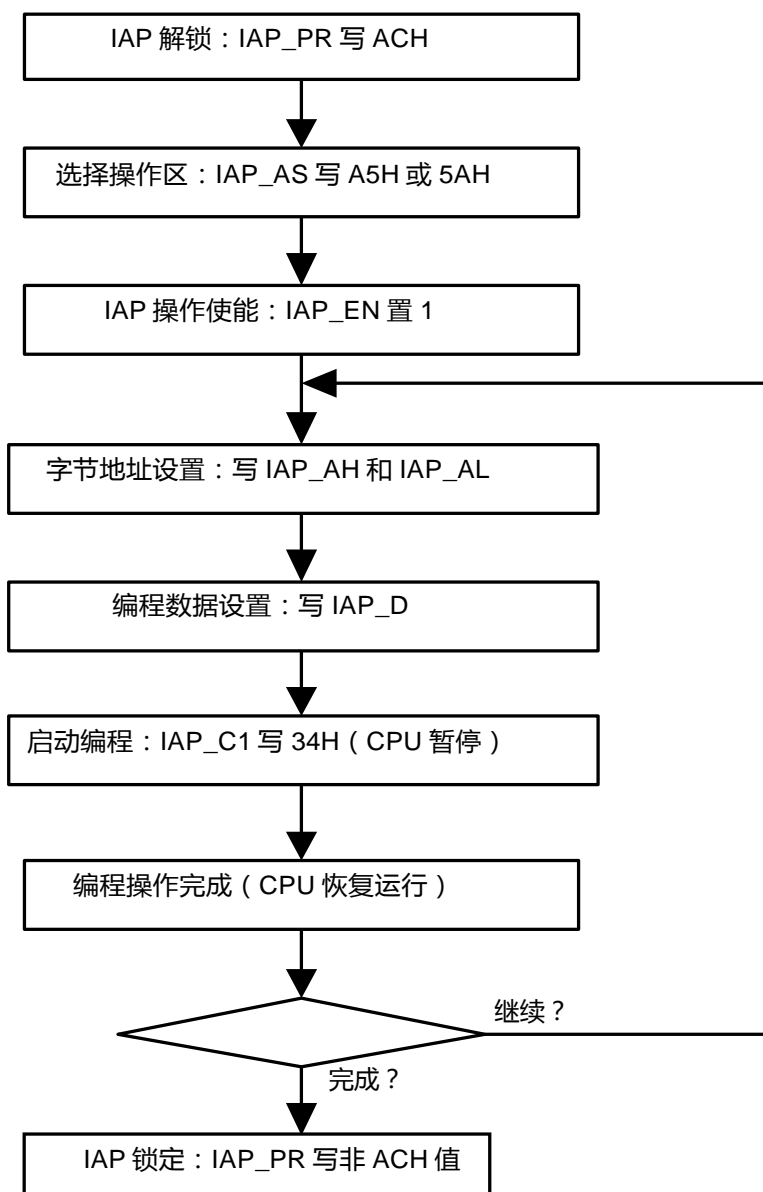 IAP 解锁：IAP_PR 写 ACH
选择操作区：IAP_AS 写 A5H 或 5AH
IAP 操作使能：IAP_EN 置 1
字节地址设置：写 IAP_AH 和 IAP_AL
编程数据设置：写 IAP_D
启动编程：IAP_C1 写 34H（CPU 暂停）
编程操作完成（CPU 恢复运行）
继续？
完成？
IAP 锁定：IAP_PR 写非 ACH 值